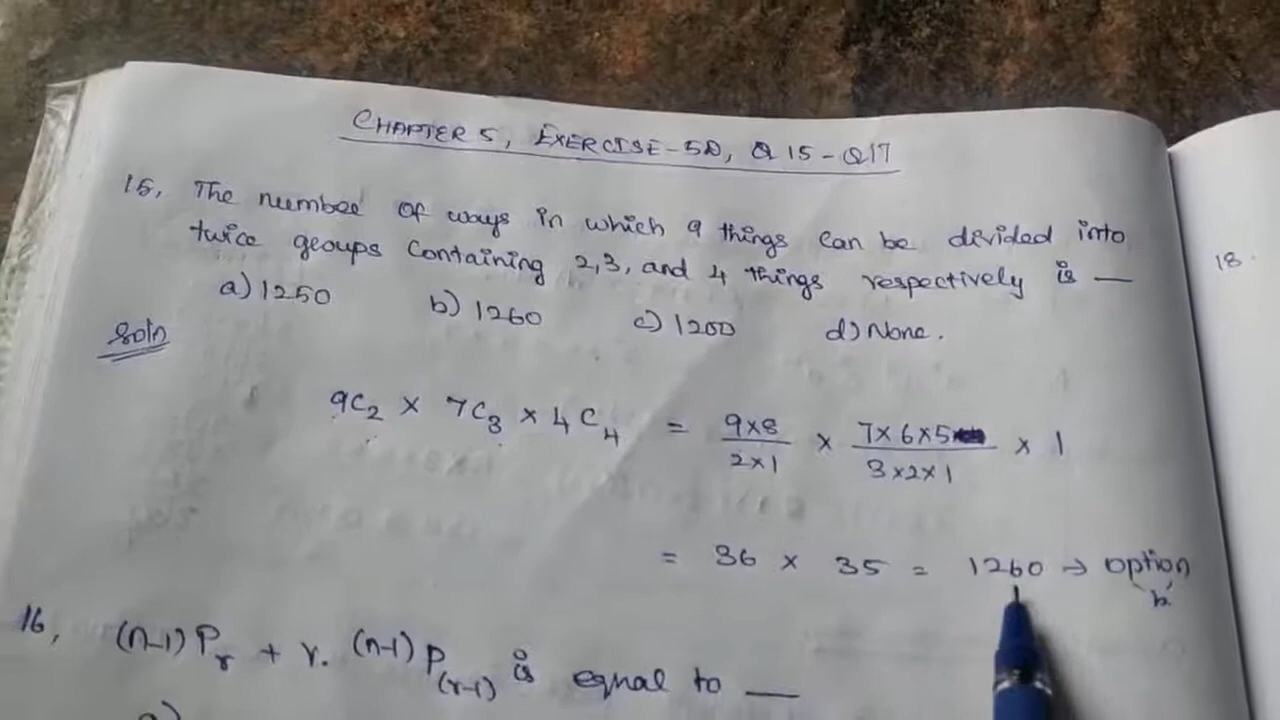 CHAPTER 5, EXERCISE-5D, Q 15-Q17
15, The number of ways in which 9 things can be divided into
twice groups containing 2,3, and 4 things respectively is —
a) 1250 b) 1260 c) 1200 d) None.
Soln
9C2 × 7C3 × 4C4 = 9×8/2×1 × 7×6×5/3×2×1 × 1
= 36 × 35 = 1260 → option
'b'
16, (n-1)Pr + r. (n-1)P(r-1) is equal to —
a)
18.